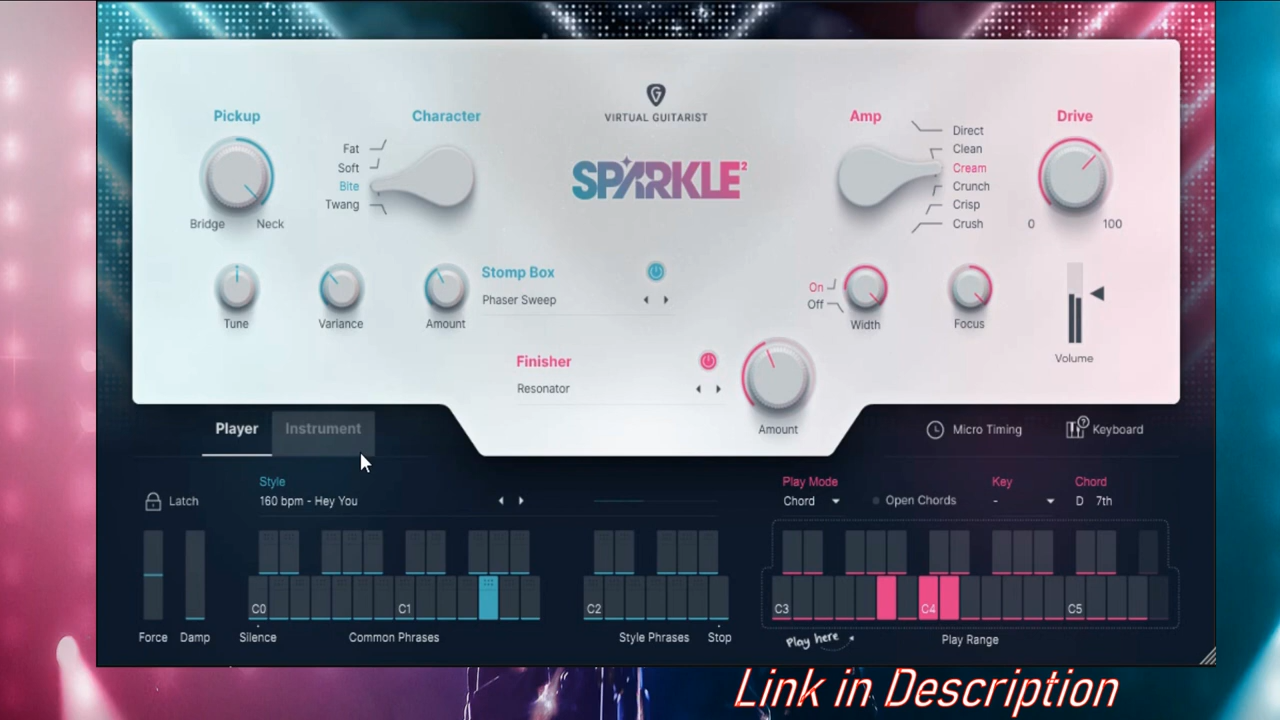 Pickup
Bridge
Neck
Character
Fat
Soft
Bite
Twang
G
VIRTUAL GUITARIST
SPARKLE²
Amp
Direct
Clean
Cream
Crunch
Crisp
Crush
Drive
0
100
Tune
Variance
Amount
Stomp Box
Phaser Sweep
On
Off
Width
Focus
Volume
Finisher
Resonator
Amount
Player
Instrument
Micro Timing
?
Keyboard
Latch
Style
160 bpm - Hey You
Play Mode
Chord
Open Chords
Key
-
Chord
D 7th
C0
C1
C2
C3
C4
C5
Force
Damp
Silence
Common Phrases
Style Phrases
Stop
Play here
Play Range
Link in Description